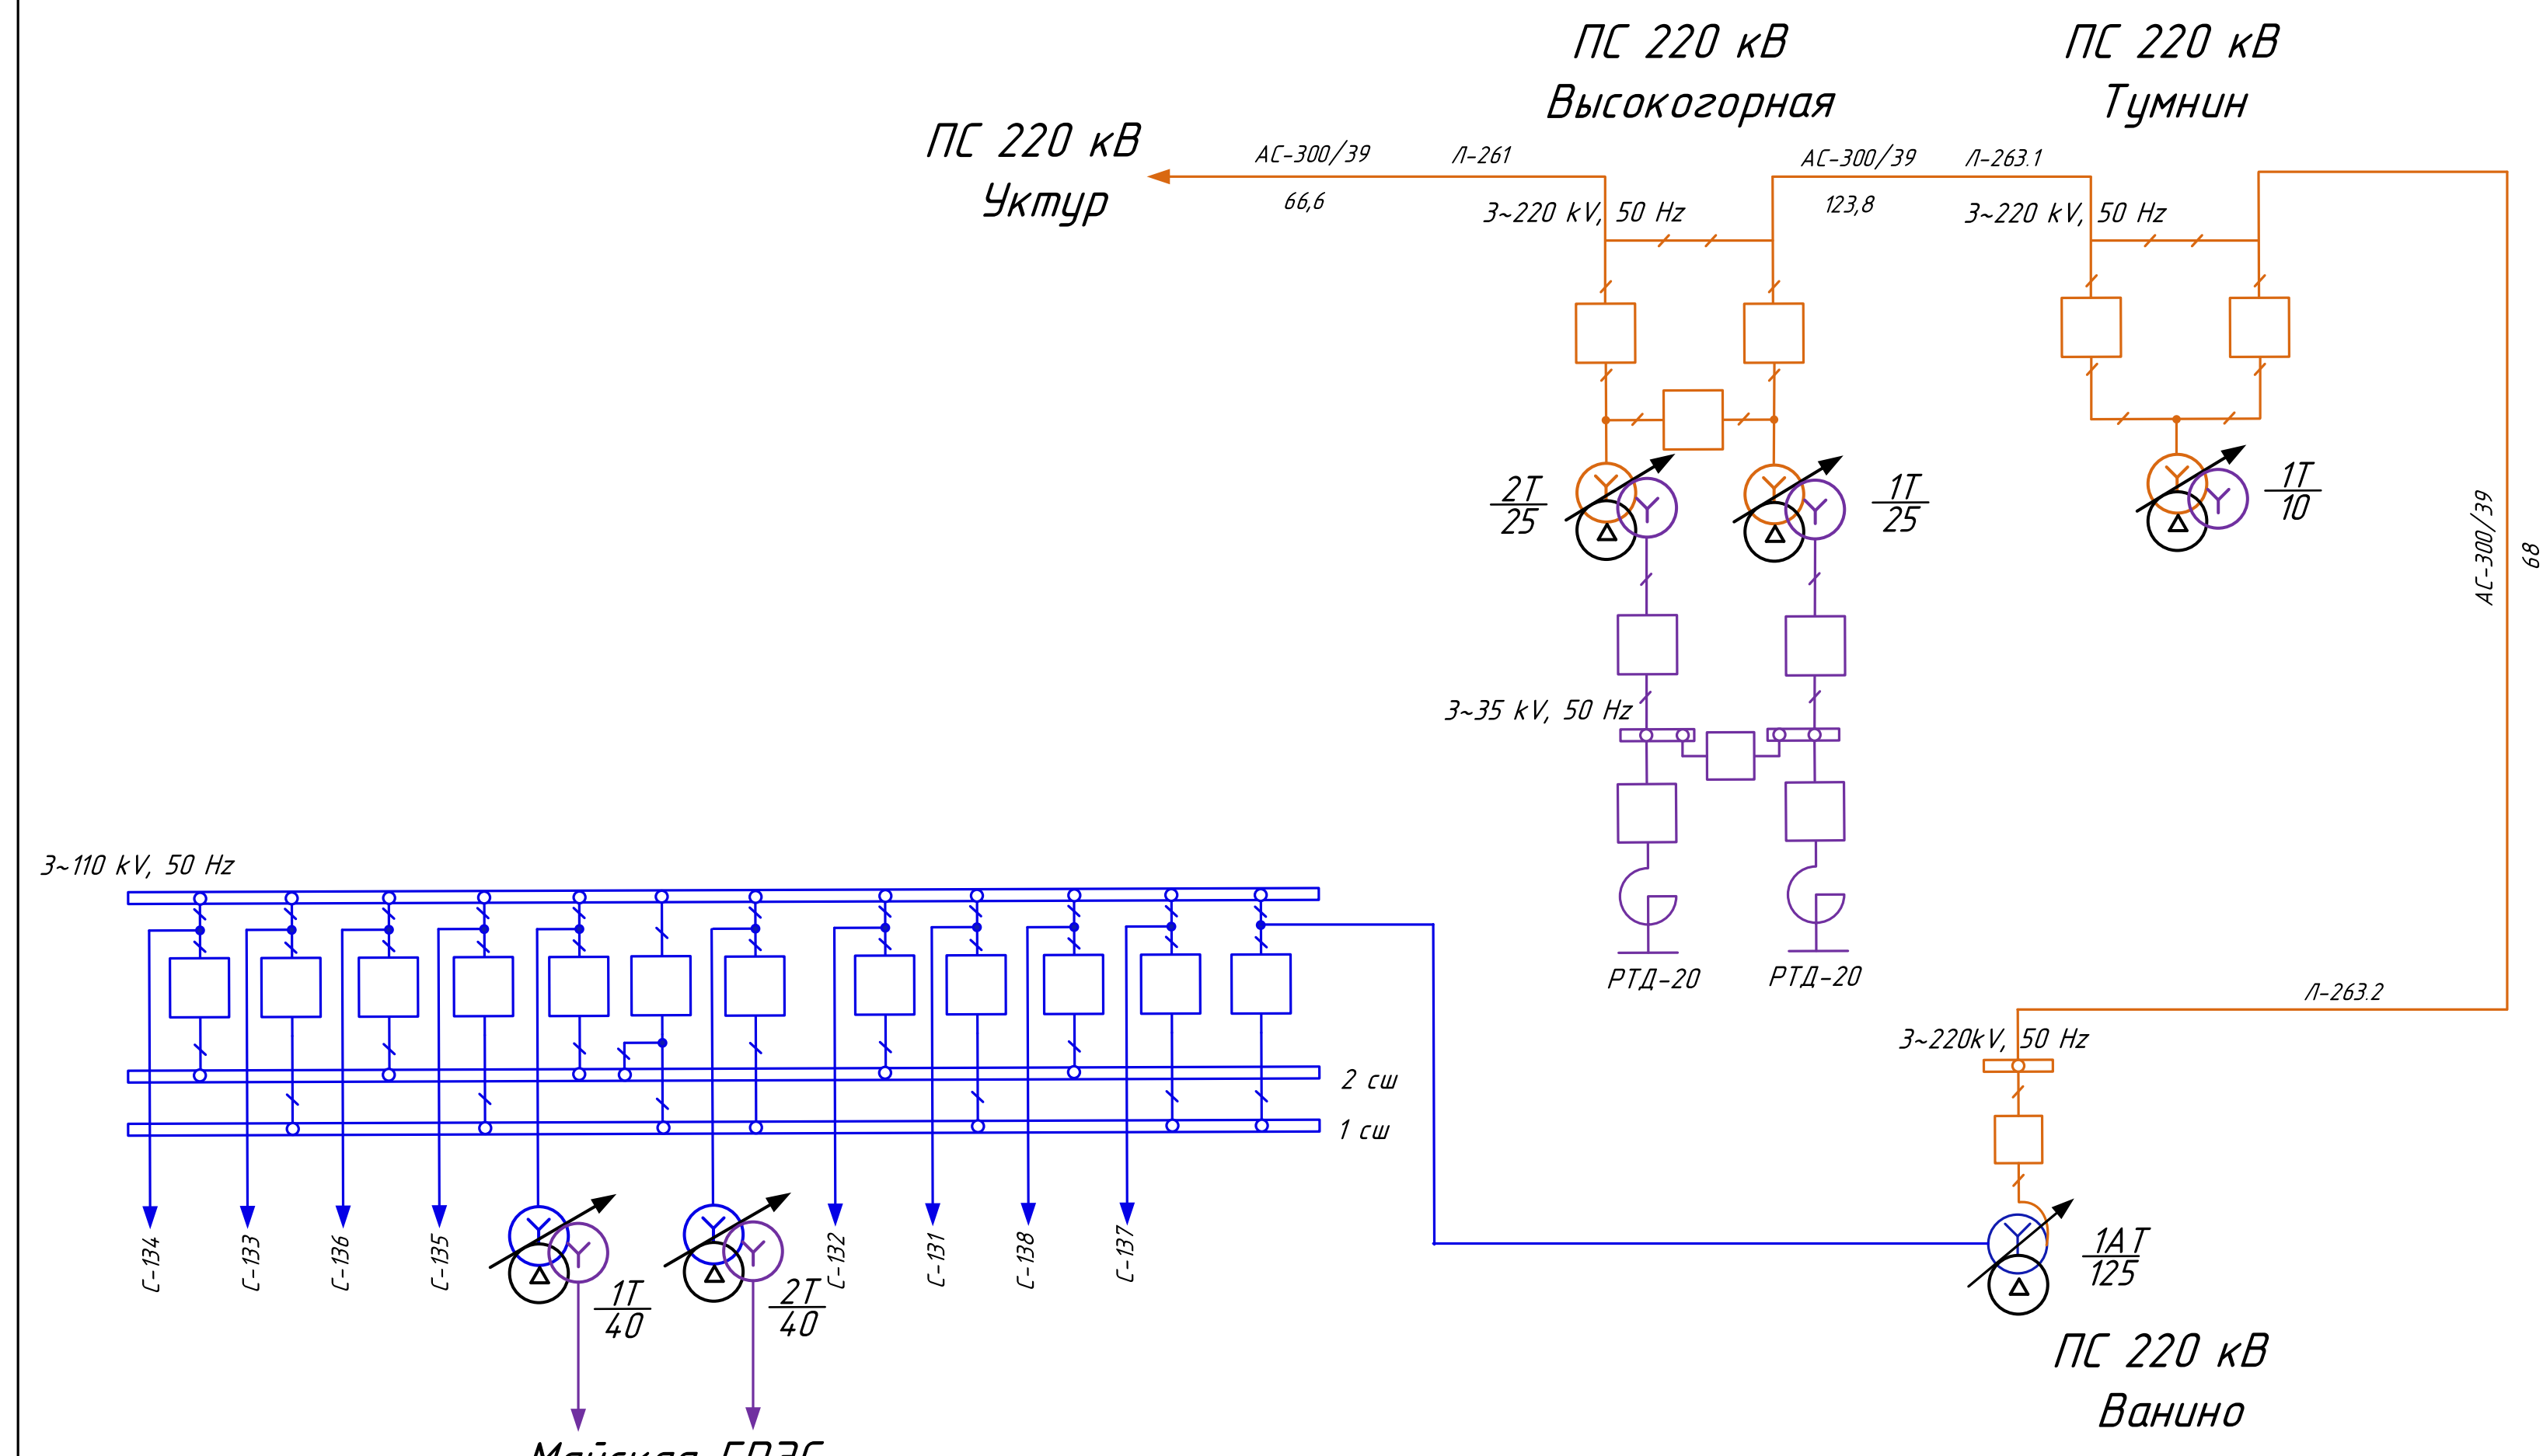 ПС 220 кВ
Высокогорная
ПС 220 кВ
Тумнин
ПС 220 кВ
Уктур
АС-300/39
Л-261
66,6
АС-300/39
Л-263.1
123,8
3~220 kV, 50 Hz
3~220 kV, 50 Hz
2Т
25
1Т
25
1Т
10
АС-300/39
68
3~35 kV, 50 Hz
3~110 kV, 50 Hz
РТД-20
РТД-20
Л-263.2
3~220kV, 50 Hz
2 сш
1 сш
С-134
С-133
С-136
С-135
1Т
40
2Т
40
С-132
С-131
С-138
С-137
1АТ
125
ПС 220 кВ
Ванино
Майская ГРЭС